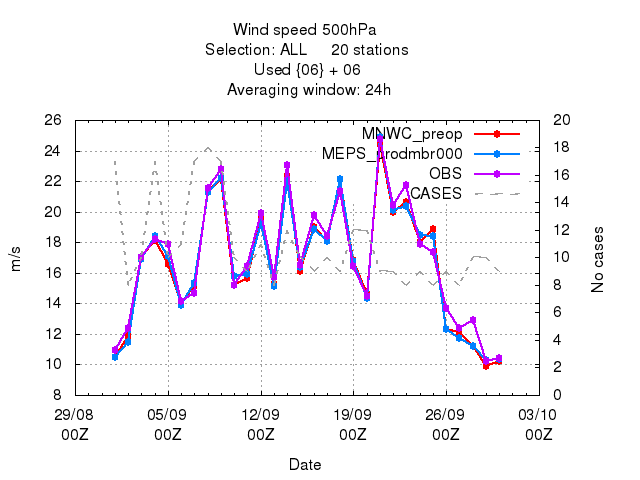 Wind speed 500hPa
Selection: ALL 20 stations
Used {06} + 06
Averaging window: 24h
26
24
22
20
18
16
14
12
10
8
m/s
20
18
16
14
12
10
8
6
4
2
0
No cases
MNWC_preop
MEPS_prodmbr000
OBS
CASES
29/08 05/09 12/09 19/09 26/09 03/10
00Z 00Z 00Z 00Z 00Z 00Z
Date